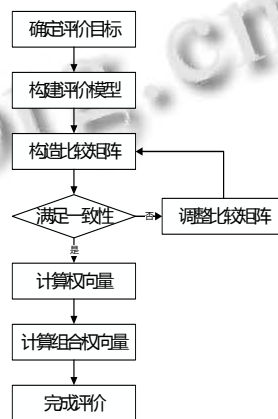 确定评价目标
构建评价模型
构造比较矩阵
满足一致性
否
调整比较矩阵
是
计算权向量
计算组合权向量
完成评价